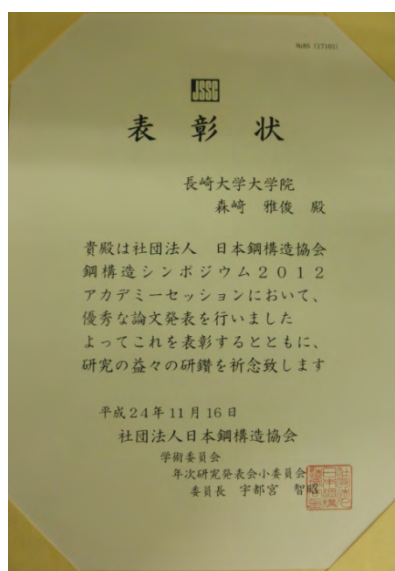 JSSC
表彰状
長崎大学大学院
森崎 雅俊 殿
貴殿は社団法人 日本鋼構造協会
鋼構造シンポジウム2012
アカデミーセッションにおいて、
優秀な論文発表を行いました
よってこれを表彰するとともに、
研究の益々の研鑽を祈念致します
平成24年11月16日
社団法人日本鋼構造協会
学術委員会
年次研究発表会小委員会
委員長 宇都宮 智昭